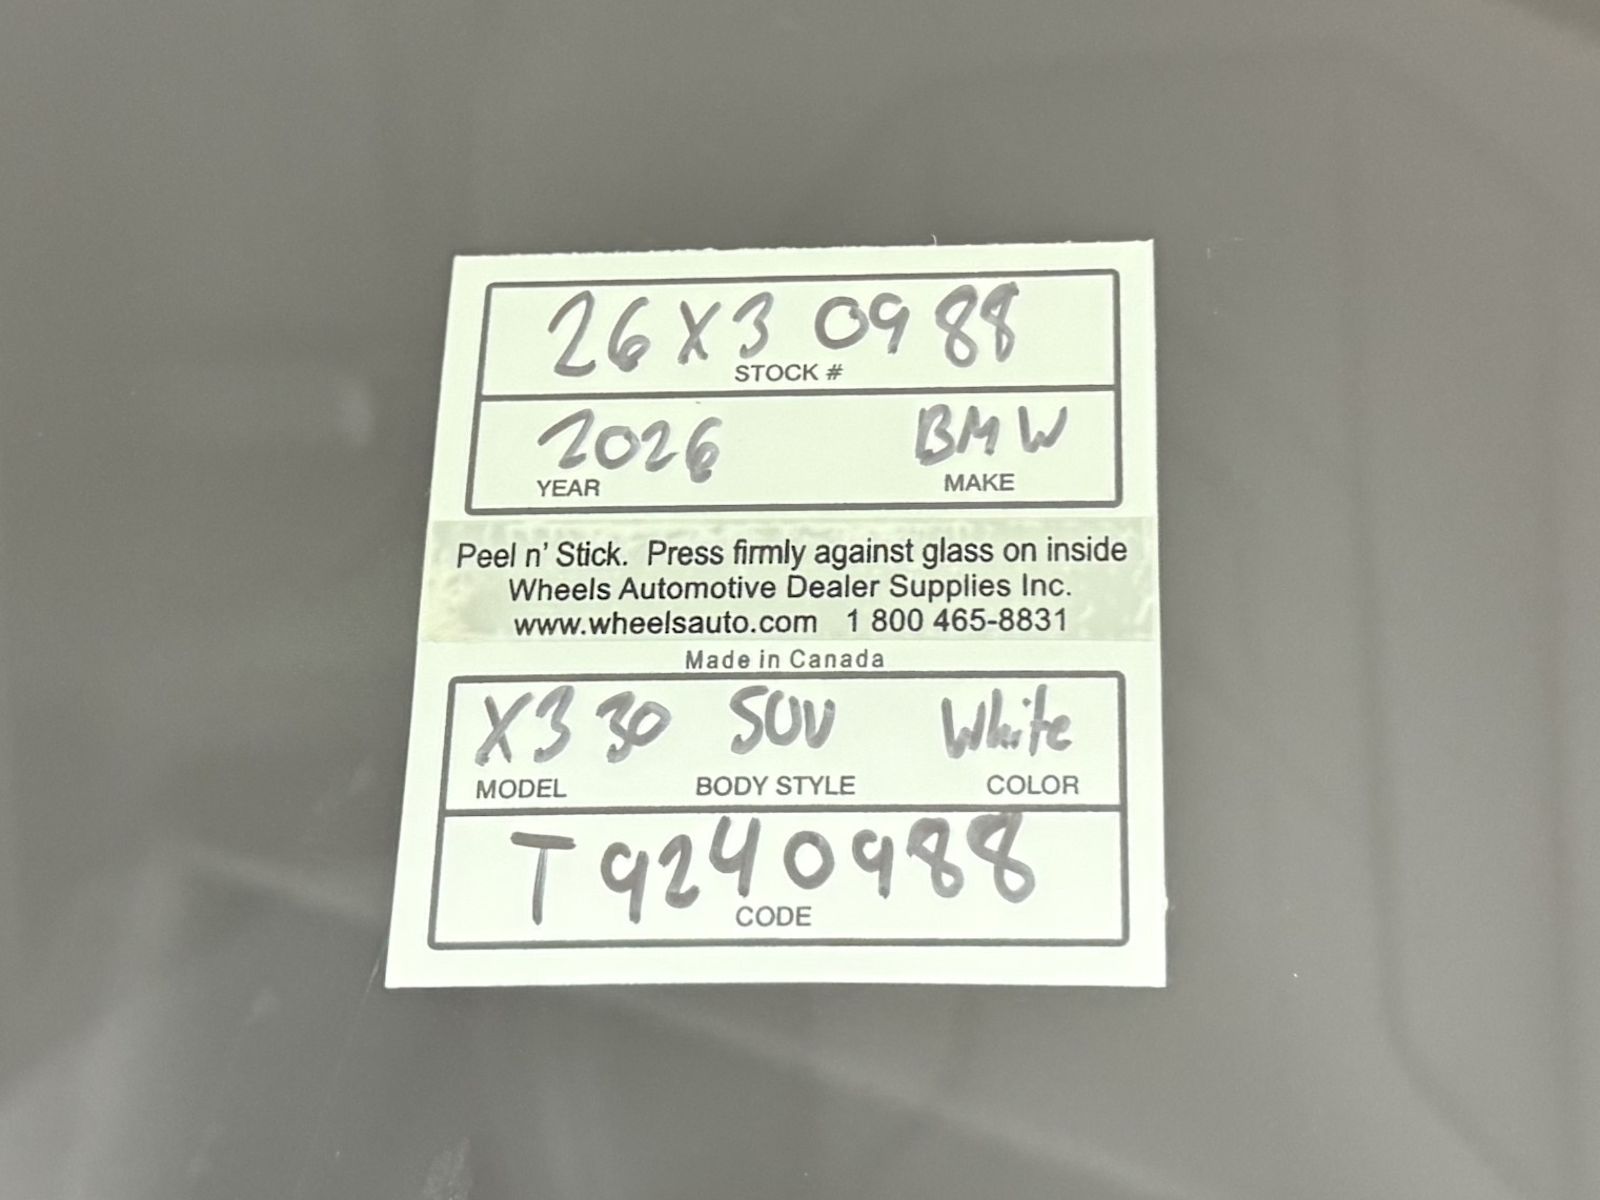 26X3 0988
STOCK #
2026 BMW
YEAR MAKE
Peel n' Stick. Press firmly against glass on inside
Wheels Automotive Dealer Supplies Inc.
www.wheelsauto.com 1 800 465-8831
Made in Canada
X3 30 SUV White
MODEL BODY STYLE COLOR
T9240988
CODE